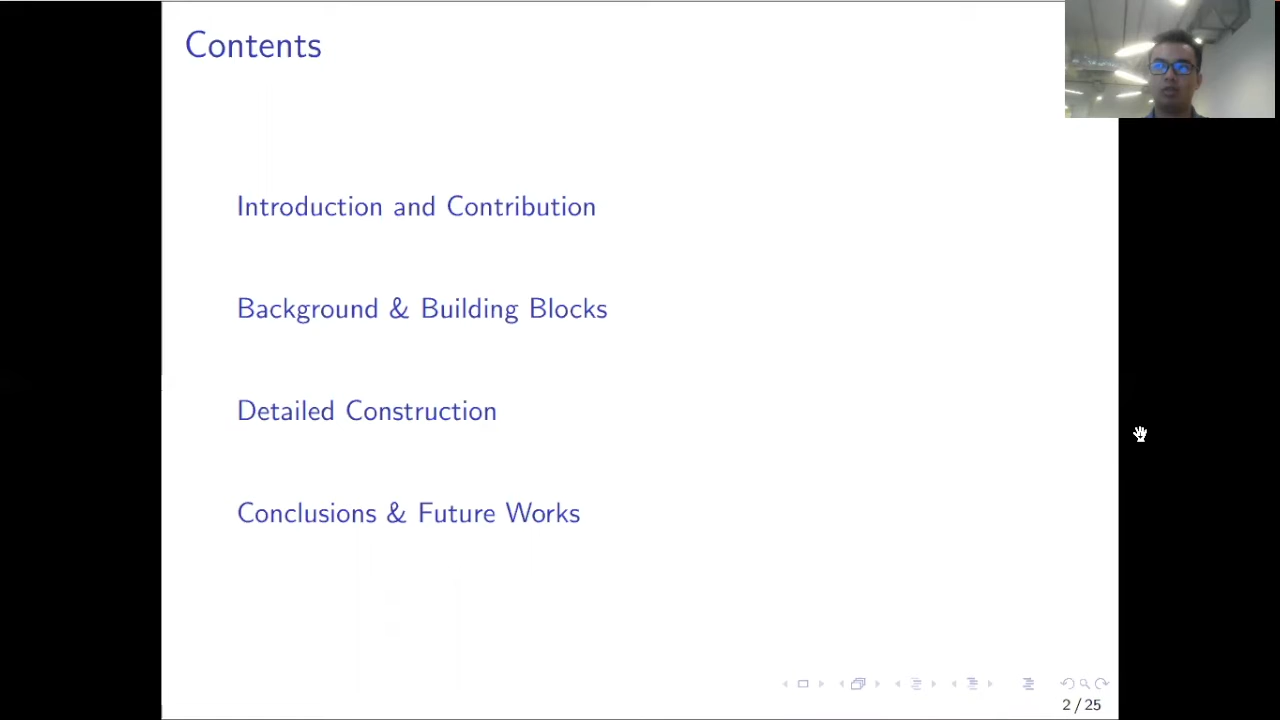 Contents
Introduction and Contribution
Background & Building Blocks
Detailed Construction
Conclusions & Future Works
2 / 25